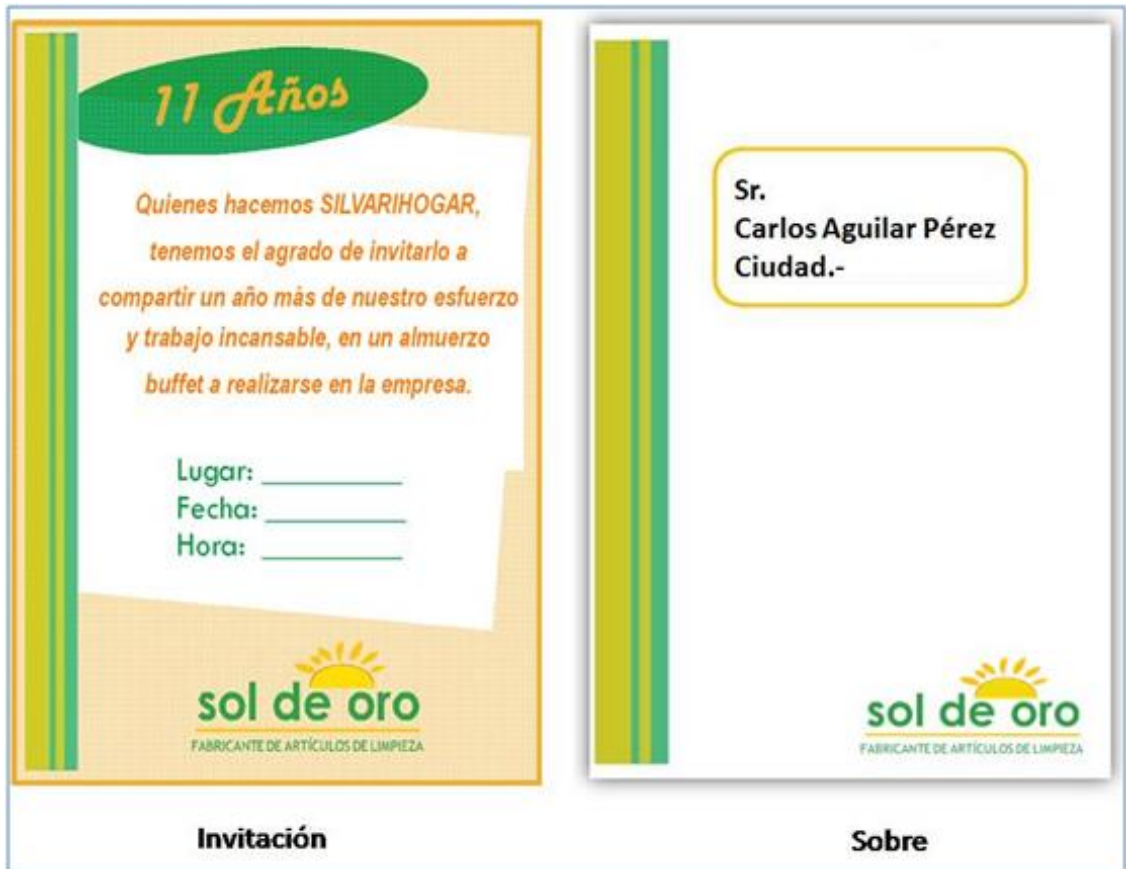 11 Años
Quienes hacemos SILVARIHOGAR,
tenemos el agrado de invitarlo a
compartir un año más de nuestro esfuerzo
y trabajo incansable, en un almuerzo
buffet a realizarse en la empresa.
Lugar: __________
Fecha: __________
Hora: __________
sol de oro
FABRICANTE DE ARTÍCULOS DE LIMPIEZA
Invitación
Sr.
Carlos Aguilar Pérez
Ciudad.-
sol de oro
FABRICANTE DE ARTÍCULOS DE LIMPIEZA
Sobre